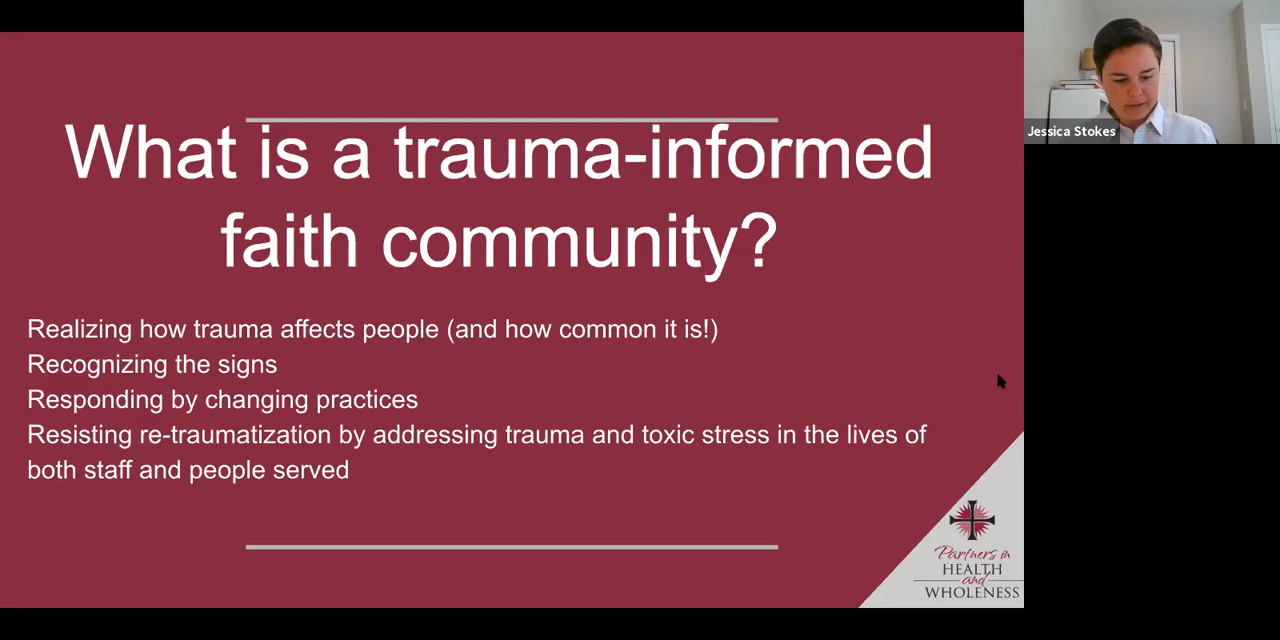 What is a trauma-informed
faith community?
Realizing how trauma affects people (and how common it is!)
Recognizing the signs
Responding by changing practices
Resisting re-traumatization by addressing trauma and toxic stress in the lives of
both staff and people served
Partners in
HEALTH
and
WHOLENESS
Jessica Stokes